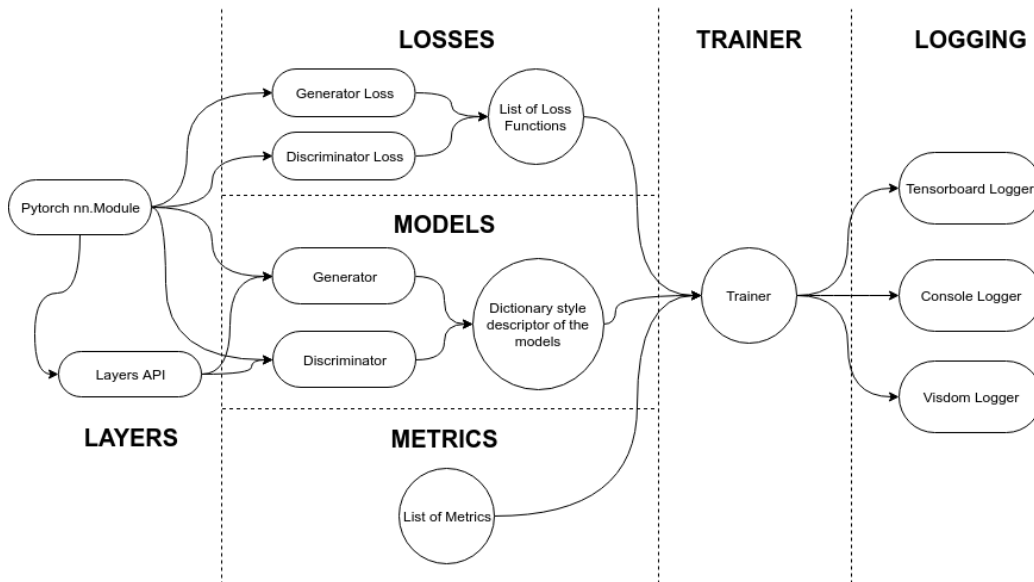 LOSSES
TRAINER
LOGGING
Generator Loss
List of Loss
Functions
Discriminator Loss
Pytorch nn.Module
Tensorboard Logger
MODELS
Generator
Dictionary style
descriptor of the
models
Trainer
Console Logger
Discriminator
Layers API
Visdom Logger
LAYERS
METRICS
List of Metrics